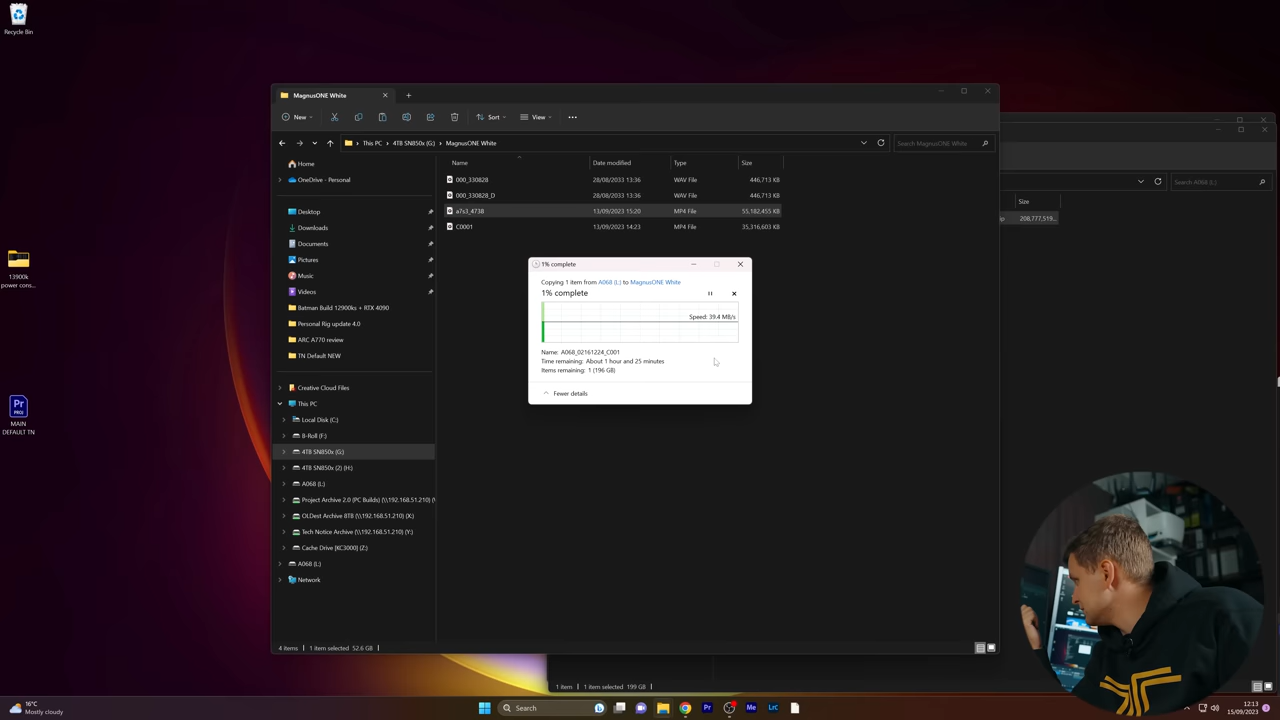 Recycle Bin
13900k
power cons...
Pr
PROJ
MAIN
DEFAULT TN
MagnusONE White
New
Sort
View
This PC > 4TB SN850x (G:) > MagnusONE White
Search MagnusONE White
Home
OneDrive - Personal
Desktop
Downloads
Documents
Pictures
Music
Videos
Batman Build 12900ks + RTX 4090
Personal Rig update 4.0
ARC A770 review
TN Default NEW
Creative Cloud Files
This PC
Local Disk (C:)
B-Roll (F:)
4TB SN850x (G:)
4TB SN850x (2) (H:)
A068 (L:)
Project Archive 2.0 (PC Builds) (\\192.168.51.210) (
OLDest Archive 8TB (\\192.168.51.210) (X:)
Tech Notice Archive (\\192.168.51.210) (Y:)
Cache Drive [KC3000] (Z:)
A068 (L:)
Network
Name Date modified Type Size
000_330828 28/08/2033 13:36 WAV File 446,713 KB
000_330828_D 28/08/2033 13:36 WAV File 446,713 KB
a7s3_4738 13/09/2023 15:20 MP4 File 55,182,455 KB
C0001 13/09/2023 14:23 MP4 File 35,316,603 KB
1% complete
Copying 1 item from A068 (L:) to MagnusONE White
1% complete
Speed: 39.4 MB/s
Name: A068_02161224_C001
Time remaining: About 1 hour and 25 minutes
Items remaining: 1 (196 GB)
Fewer details
4 items 1 item selected 52.6 GB
Search A068 (L:)
Size
208,777,519...
1 item 1 item selected 199 GB
16°C
Mostly cloudy
Search
Pr
Me
LrC
12:13
15/09/2023